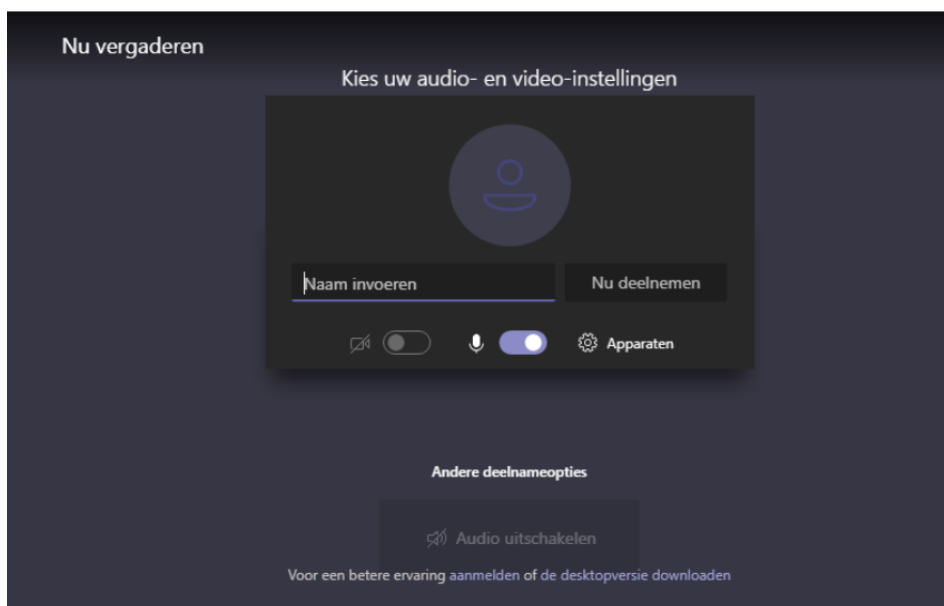 Nu vergaderen
Kies uw audio- en video-instellingen
Naam invoeren
Nu deelnemen
Apparaten
Andere deelnameopties
Audio uitschakelen
Voor een betere ervaring aanmelden of de desktopversie downloaden